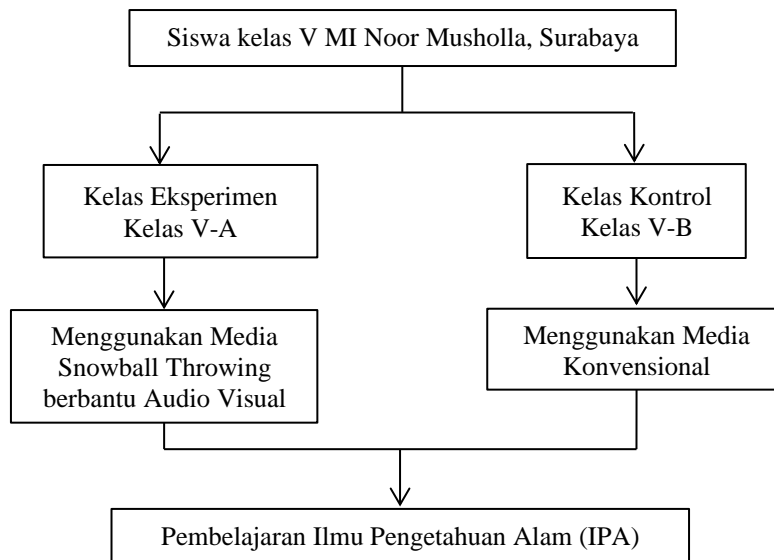 Siswa kelas V MI Noor Musholla, Surabaya
Kelas Eksperimen
Kelas V-A
Kelas Kontrol
Kelas V-B
Menggunakan Media
Snowball Throwing
berbantu Audio Visual
Menggunakan Media
Konvensional
Pembelajaran Ilmu Pengetahuan Alam (IPA)